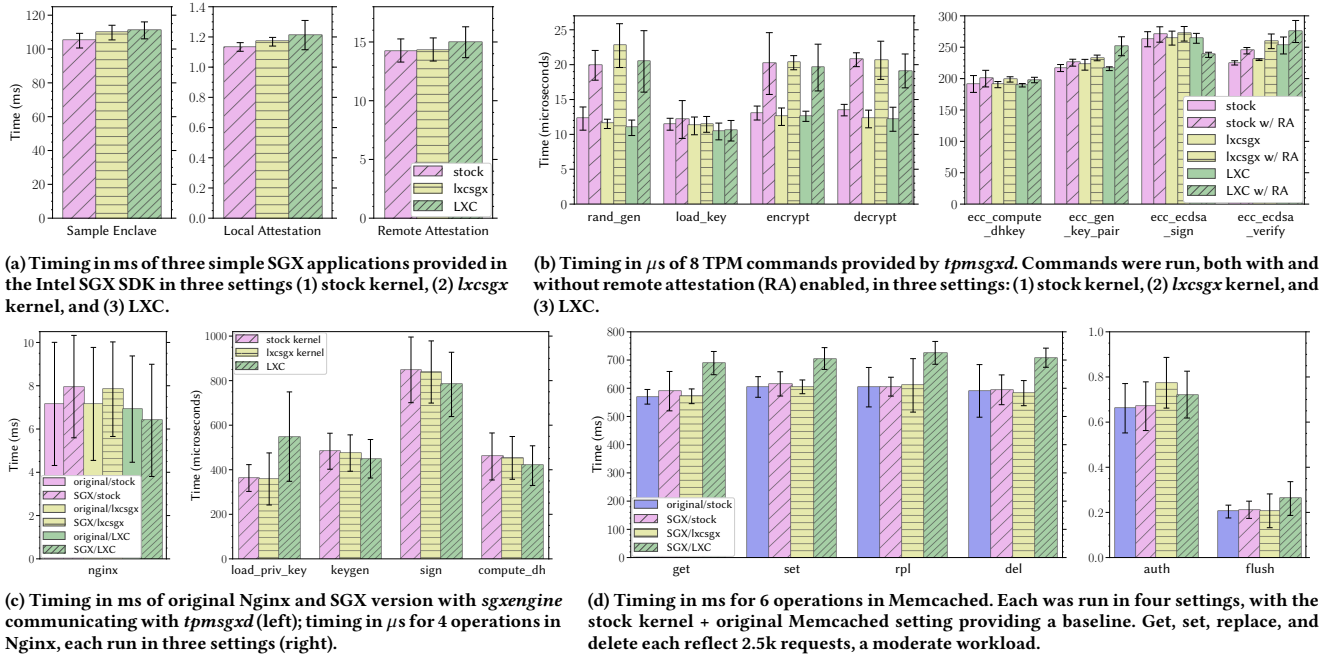 120
100
80
60
40
20
0
Time (ms)
Sample Enclave
1.4
1.2
1.0
0.8
0.6
0.4
0.2
0.0
Local Attestation
15
10
5
0
stock
lxcsgx
LXC
Remote Attestation
(a) Timing in ms of three simple SGX applications provided in
the Intel SGX SDK in three settings (1) stock kernel, (2) lxcsgx
kernel, and (3) LXC.
25
20
15
10
5
0
Time (microseconds)
rand_gen
load_key
encrypt
decrypt
300
250
200
150
100
50
0
stock
stock w/ RA
lxcsgx
lxcsgx w/ RA
LXC
LXC w/ RA
ecc_compute
_dhkey
ecc_gen
_key_pair
ecc_ecdsa
_sign
ecc_ecdsa
_verify
(b) Timing in μs of 8 TPM commands provided by tpmsgxd. Commands were run, both with and
without remote attestation (RA) enabled, in three settings: (1) stock kernel, (2) lxcsgx kernel, and
(3) LXC.
10
8
6
4
2
0
Time (ms)
original/stock
SGX/stock
original/lxcsgx
SGX/lxcsgx
original/LXC
SGX/LXC
nginx
1000
800
600
400
200
0
Time (microseconds)
stock kernel
lxcsgx kernel
LXC
load_priv_key
keygen
sign
compute_dh
(c) Timing in ms of original Nginx and SGX version with sgxengine
communicating with tpmsgxd (left); timing in μs for 4 operations in
Nginx, each run in three settings (right).
800
700
600
500
400
300
200
100
0
Time (ms)
original/stock
SGX/stock
SGX/lxcsgx
SGX/LXC
get
set
rpl
del
1.0
0.8
0.6
0.4
0.2
0.0
auth
flush
(d) Timing in ms for 6 operations in Memcached. Each was run in four settings, with the
stock kernel + original Memcached setting providing a baseline. Get, set, replace, and
delete each reflect 2.5k requests, a moderate workload.